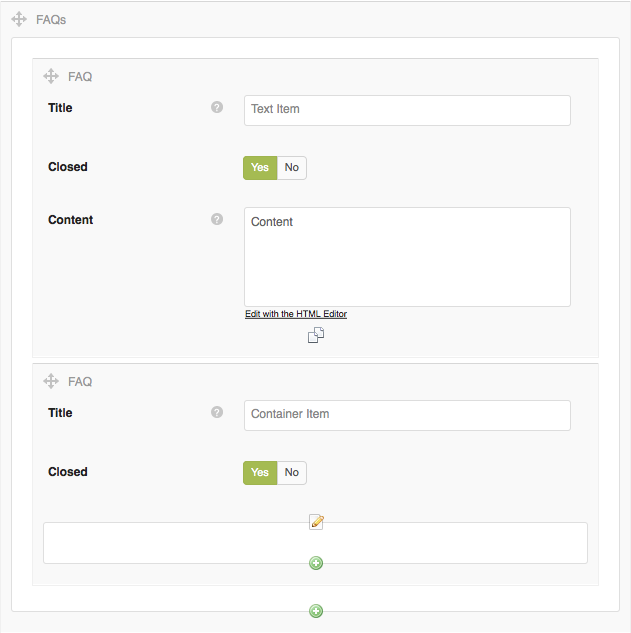 FAQs
FAQ
Title ? Text Item
Closed Yes No
Content ? Content
Edit with the HTML Editor
FAQ
Title ? Container Item
Closed Yes No